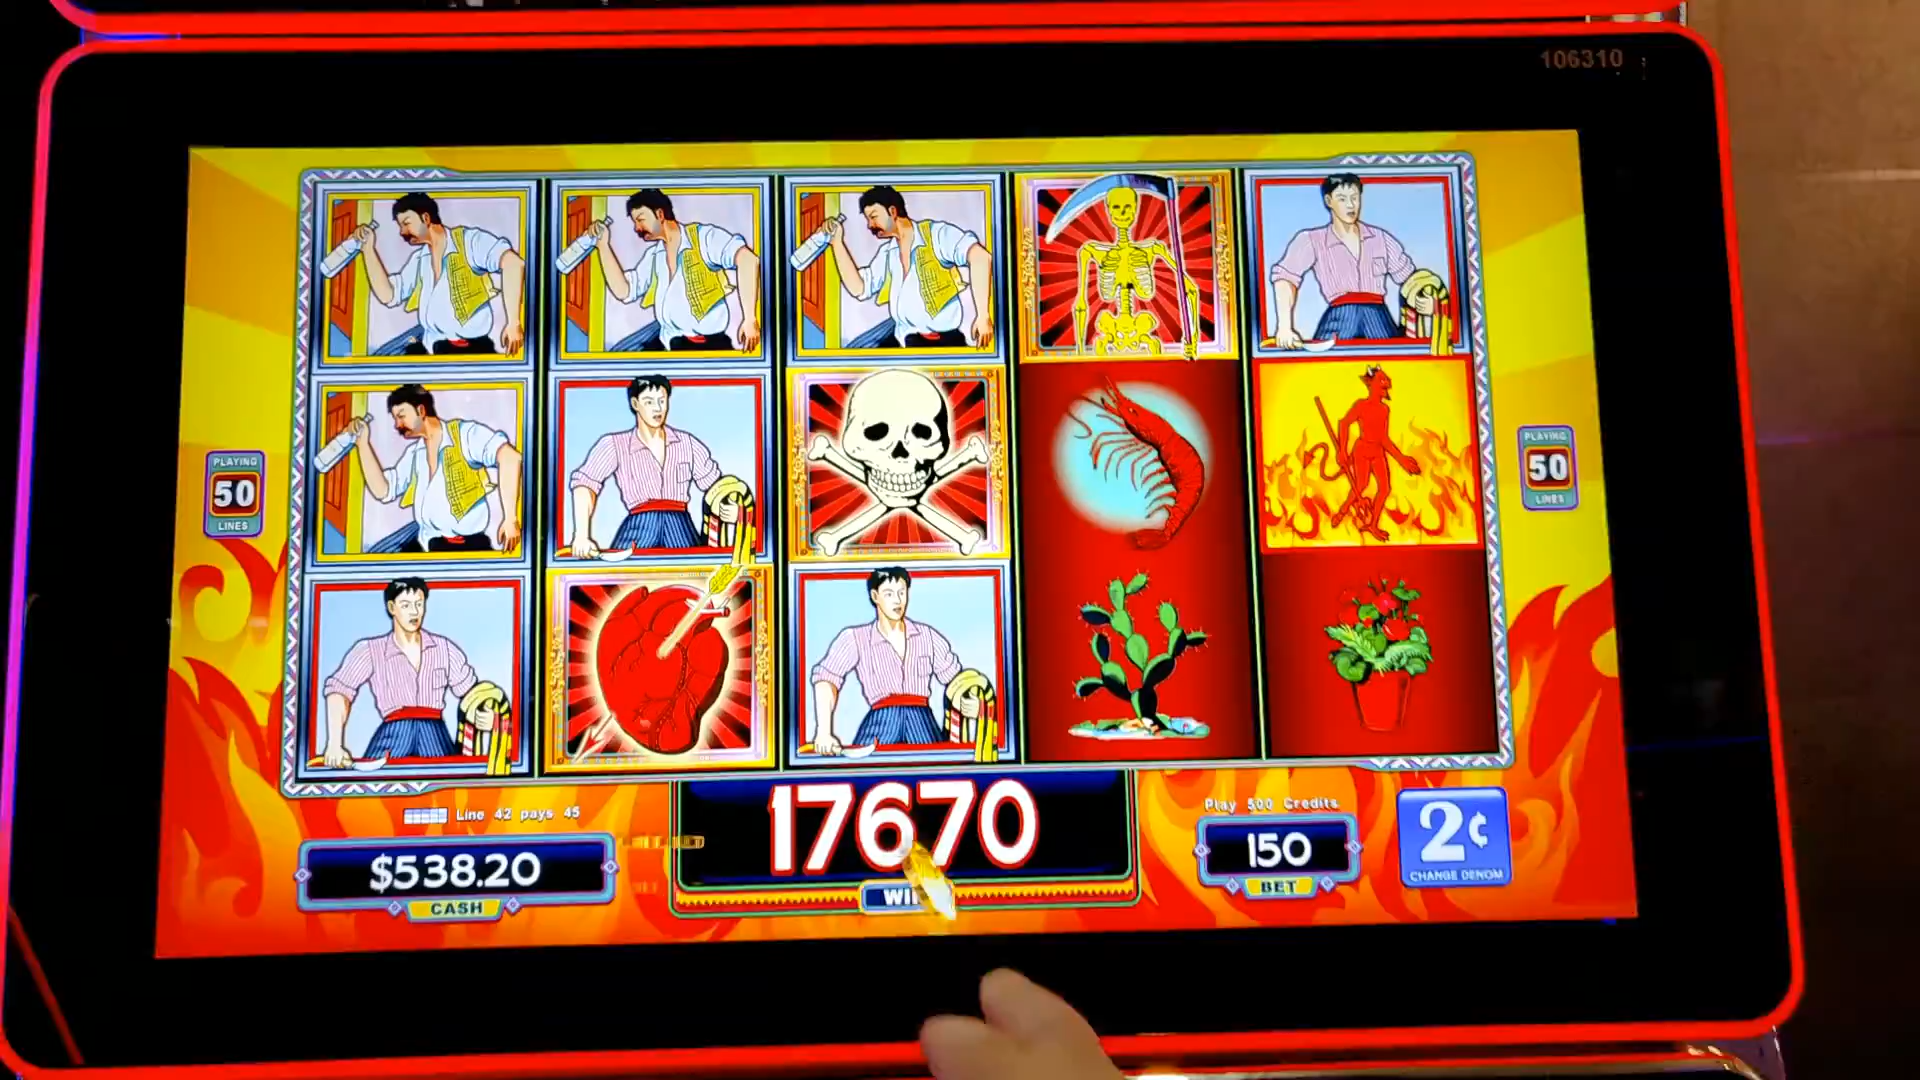 106310
PLAYING
50
LINES
PLAYING
50
LINES
Line 42 pays 45
17670
Play 500 Credits
$538.20
CASH
150
BET
2¢
CHANGE DENOM